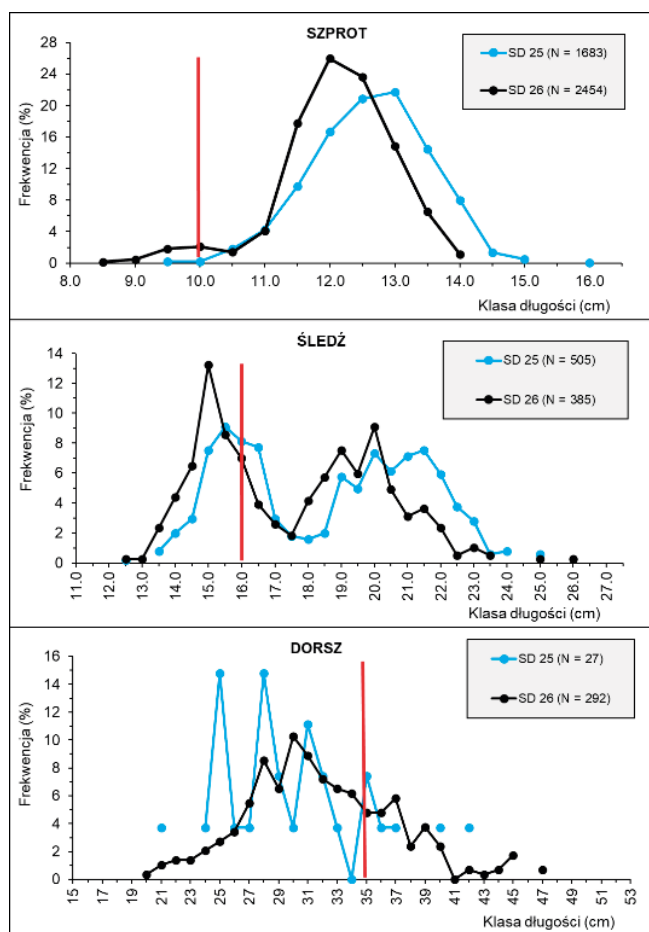 SZPROT
SD 25 (N = 1683)
SD 26 (N = 2454)
Frekwencja (%)
28
24
20
16
12
8
4
0
8.0 9.0 10.0 11.0 12.0 13.0 14.0 15.0 16.0
Klasa długości (cm)
ŚLEDŹ
SD 25 (N = 505)
SD 26 (N = 385)
Frekwencja (%)
14
12
10
8
6
4
2
0
11.0 12.0 13.0 14.0 15.0 16.0 17.0 18.0 19.0 20.0 21.0 22.0 23.0 24.0 25.0 26.0 27.0
Klasa długości (cm)
DORSZ
SD 25 (N = 27)
SD 26 (N = 292)
Frekwencja (%)
16
14
12
10
8
6
4
2
0
15 17 19 21 23 25 27 29 31 33 35 37 39 41 43 45 47 49 51 53
Klasa długości (cm)